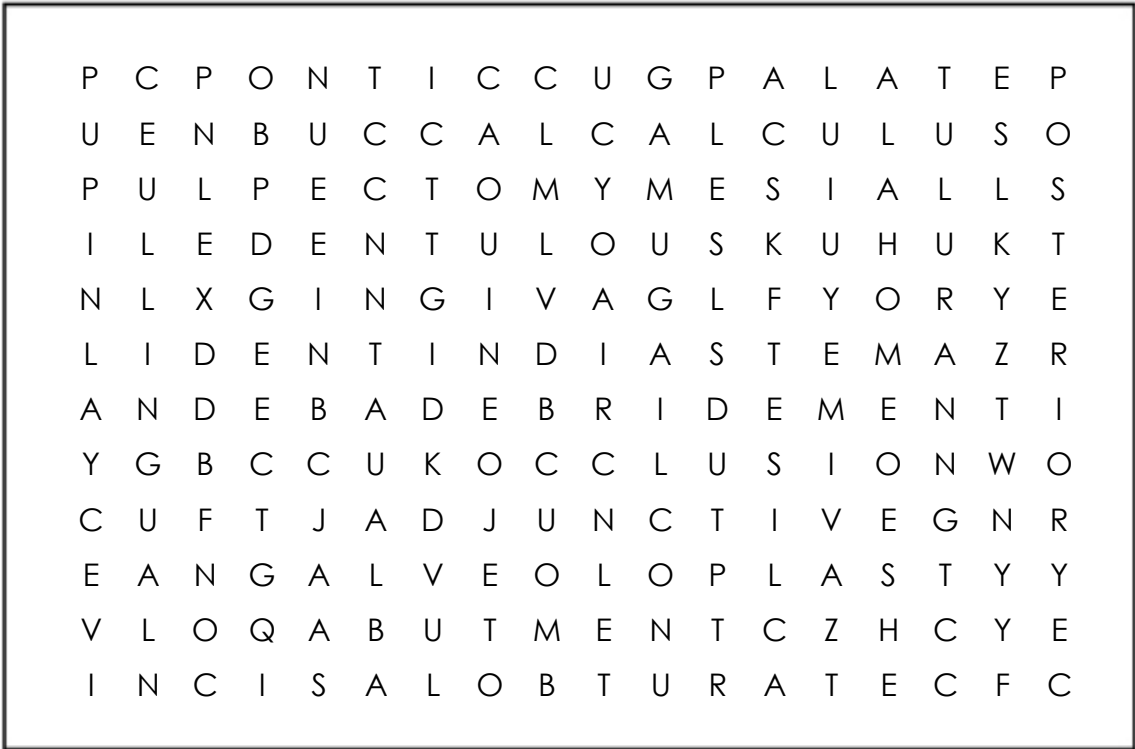 P C P O N T I C C U G P A L A T E P
U E N B U C C A L C A L C U L U S O
P U L P E C T O M Y M E S I A L L S
I L E D E N T U L O U S K U H U K T
N L X G I N G I V A G L F Y O R Y E
L I D E N T I N D I A S T E M A Z R
A N D E B A D E B R I D E M E N T I
Y G B C C U K O C C L U S I O N W O
C U F T J A D J U N C T I V E G N R
E A N G A L V E O L O P L A S T Y Y
V L O Q A B U T M E N T C Z H C Y E
I N C I S A L O B T U R A T E C F C